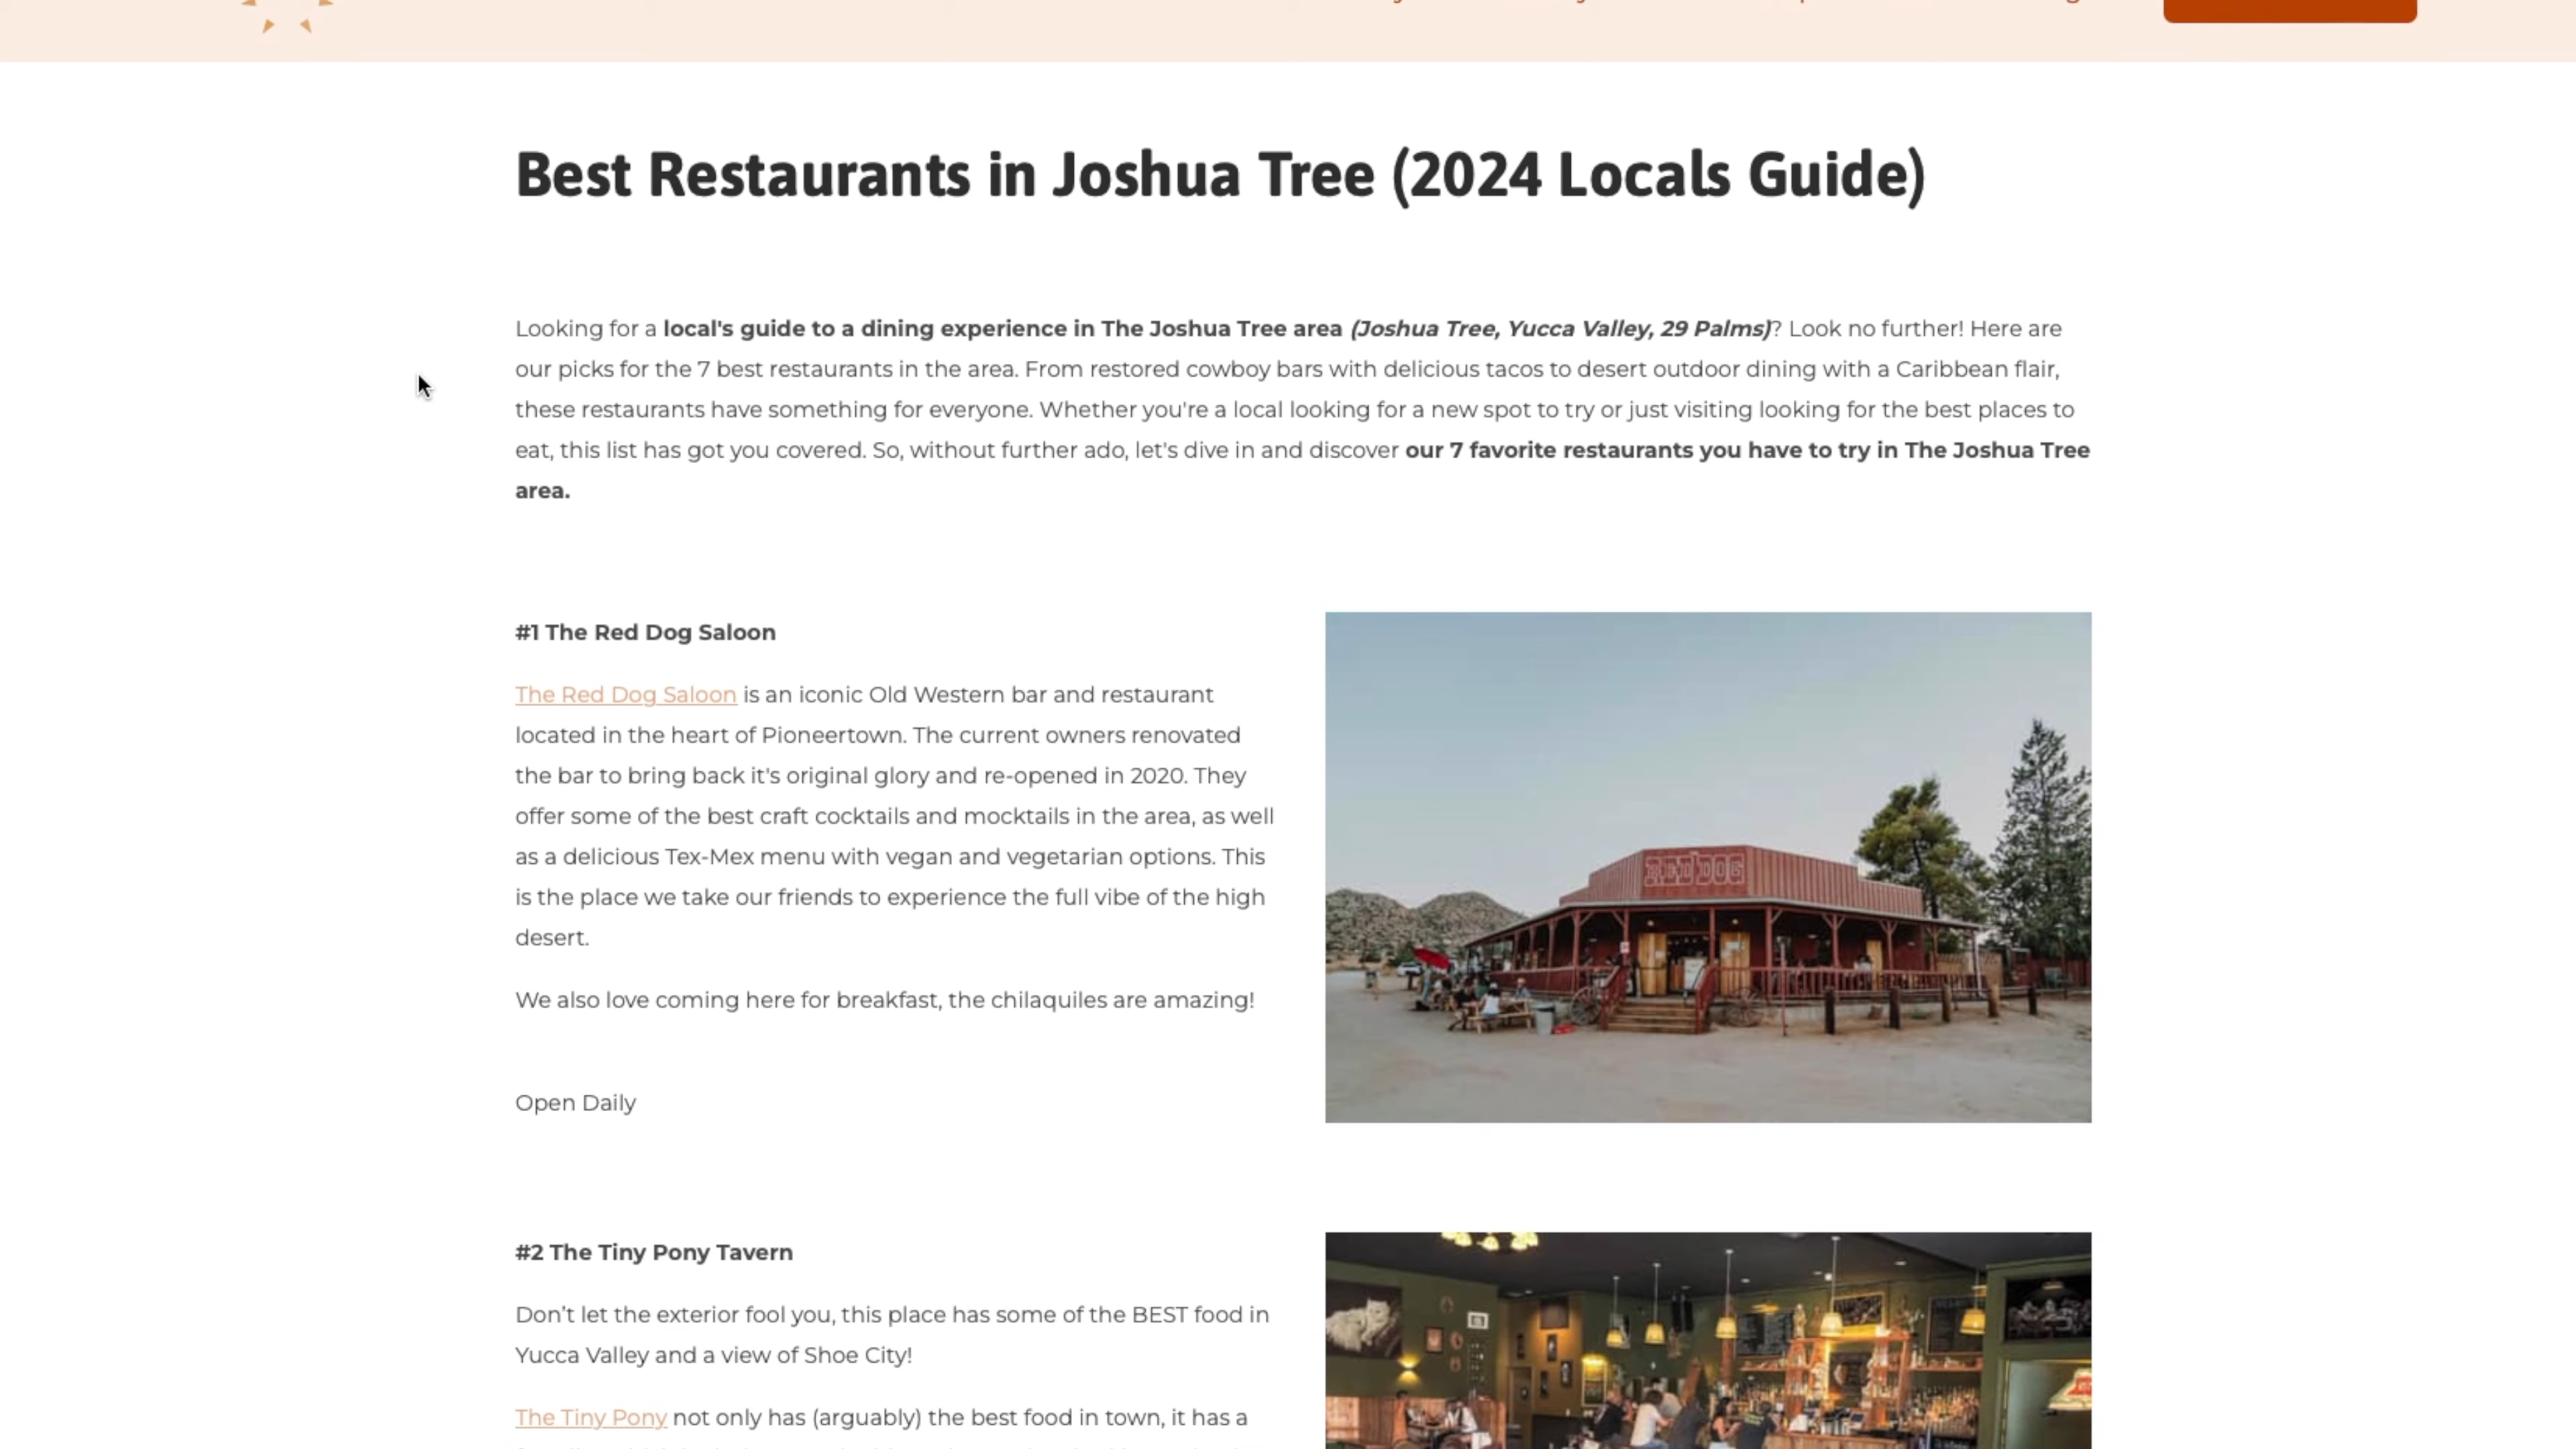 Best Restaurants in Joshua Tree (2024 Locals Guide)
Looking for a local's guide to a dining experience in The Joshua Tree area (Joshua Tree, Yucca Valley, 29 Palms)? Look no further! Here are
our picks for the 7 best restaurants in the area. From restored cowboy bars with delicious tacos to desert outdoor dining with a Caribbean flair,
these restaurants have something for everyone. Whether you're a local looking for a new spot to try or just visiting looking for the best places to
eat, this list has got you covered. So, without further ado, let's dive in and discover our 7 favorite restaurants you have to try in The Joshua Tree
area.
#1 The Red Dog Saloon
The Red Dog Saloon is an iconic Old Western bar and restaurant
located in the heart of Pioneertown. The current owners renovated
the bar to bring back it's original glory and re-opened in 2020. They
offer some of the best craft cocktails and mocktails in the area, as well
as a delicious Tex-Mex menu with vegan and vegetarian options. This
is the place we take our friends to experience the full vibe of the high
desert.
We also love coming here for breakfast, the chilaquiles are amazing!
Open Daily
RED DOG
#2 The Tiny Pony Tavern
Don’t let the exterior fool you, this place has some of the BEST food in
Yucca Valley and a view of Shoe City!
The Tiny Pony not only has (arguably) the best food in town, it has a